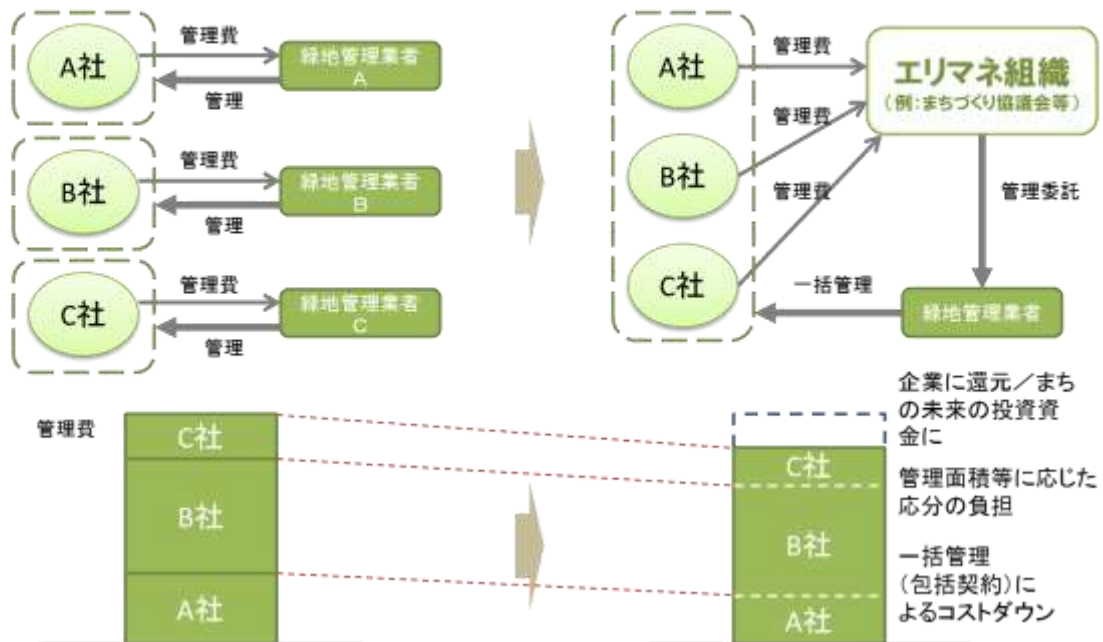 A社
管理費
緑地管理業者
A
管理
B社
管理費
緑地管理業者
B
管理
C社
管理費
緑地管理業者
C
管理
A社
B社
C社
管理費
管理費
管理費
エリマネ組織
（例：まちづくり協議会等）
管理委託
一括管理
緑地管理業者
管理費
C社
B社
A社
C社
B社
A社
企業に還元／まち
の未来の投資資
金に
管理面積等に応じた
応分の負担
一括管理
（包括契約）に
よるコストダウン